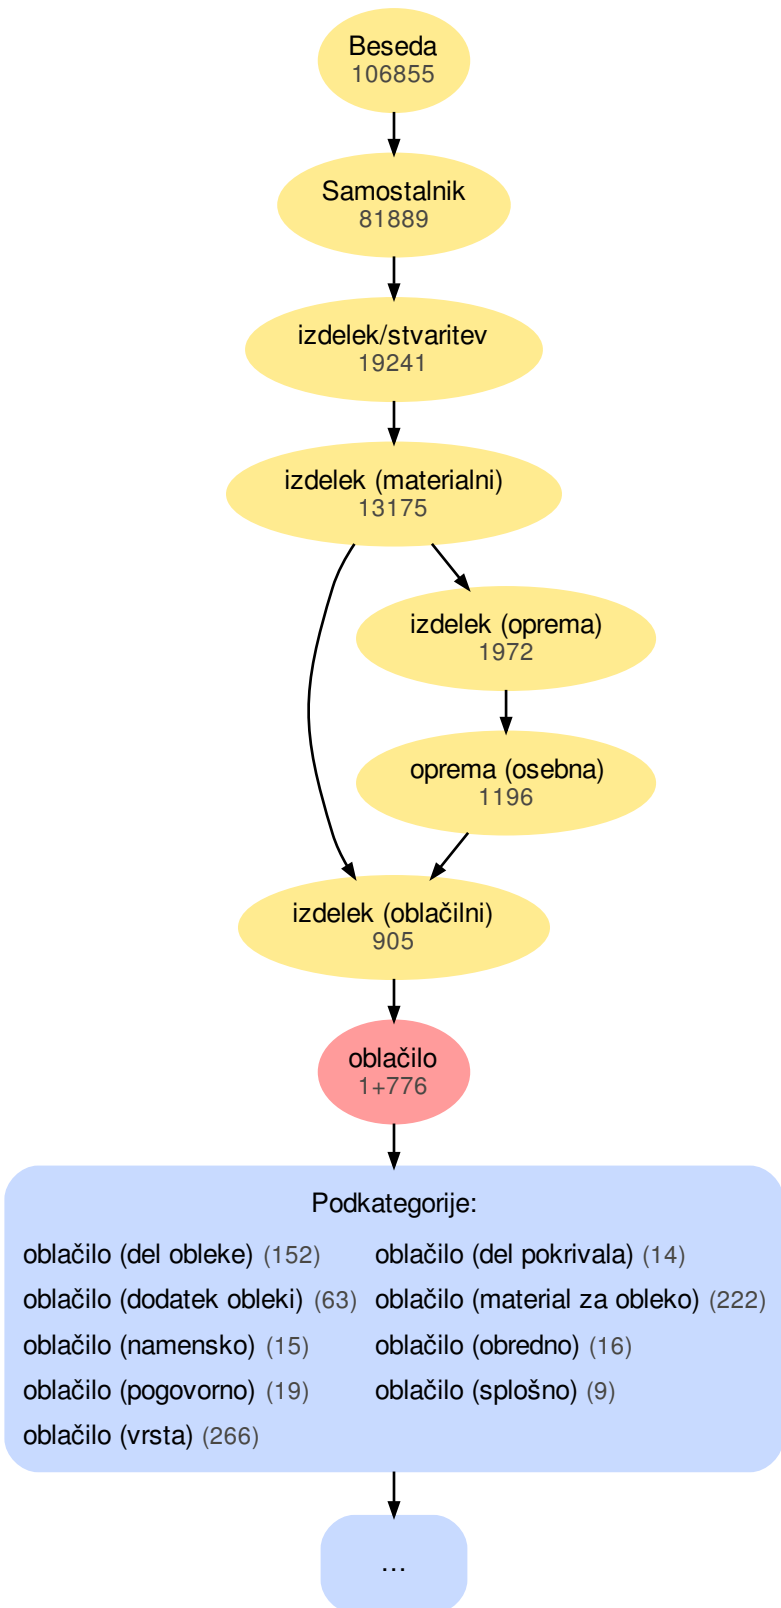 Beseda
106855
Samostalnik
81889
izdelek/stvaritev
19241
izdelek (materialni)
13175
izdelek (oprema)
1972
oprema (osebna)
1196
izdelek (oblačilni)
905
oblačilo
1+776
Podkategorije:
oblačilo (del obleke) (152) oblačilo (del pokrivala) (14)
oblačilo (dodatek obleki) (63) oblačilo (material za obleko) (222)
oblačilo (namensko) (15) oblačilo (obredno) (16)
oblačilo (pogovorno) (19) oblačilo (splošno) (9)
oblačilo (vrsta) (266)
...